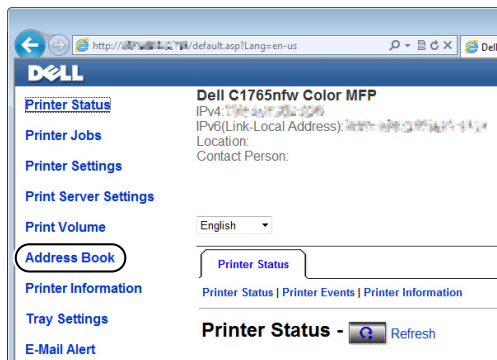 http:// /default.asp?Lang=en-us
Dell
DELL
Dell C1765nfw Color MFP
IPv4:
IPv6(Link-Local Address):
Location:
Contact Person:
Printer Status
Printer Jobs
Printer Settings
Print Server Settings
Print Volume
Address Book
Printer Information
Tray Settings
E-Mail Alert
English
Printer Status
Printer Status | Printer Events | Printer Information
Printer Status - Refresh